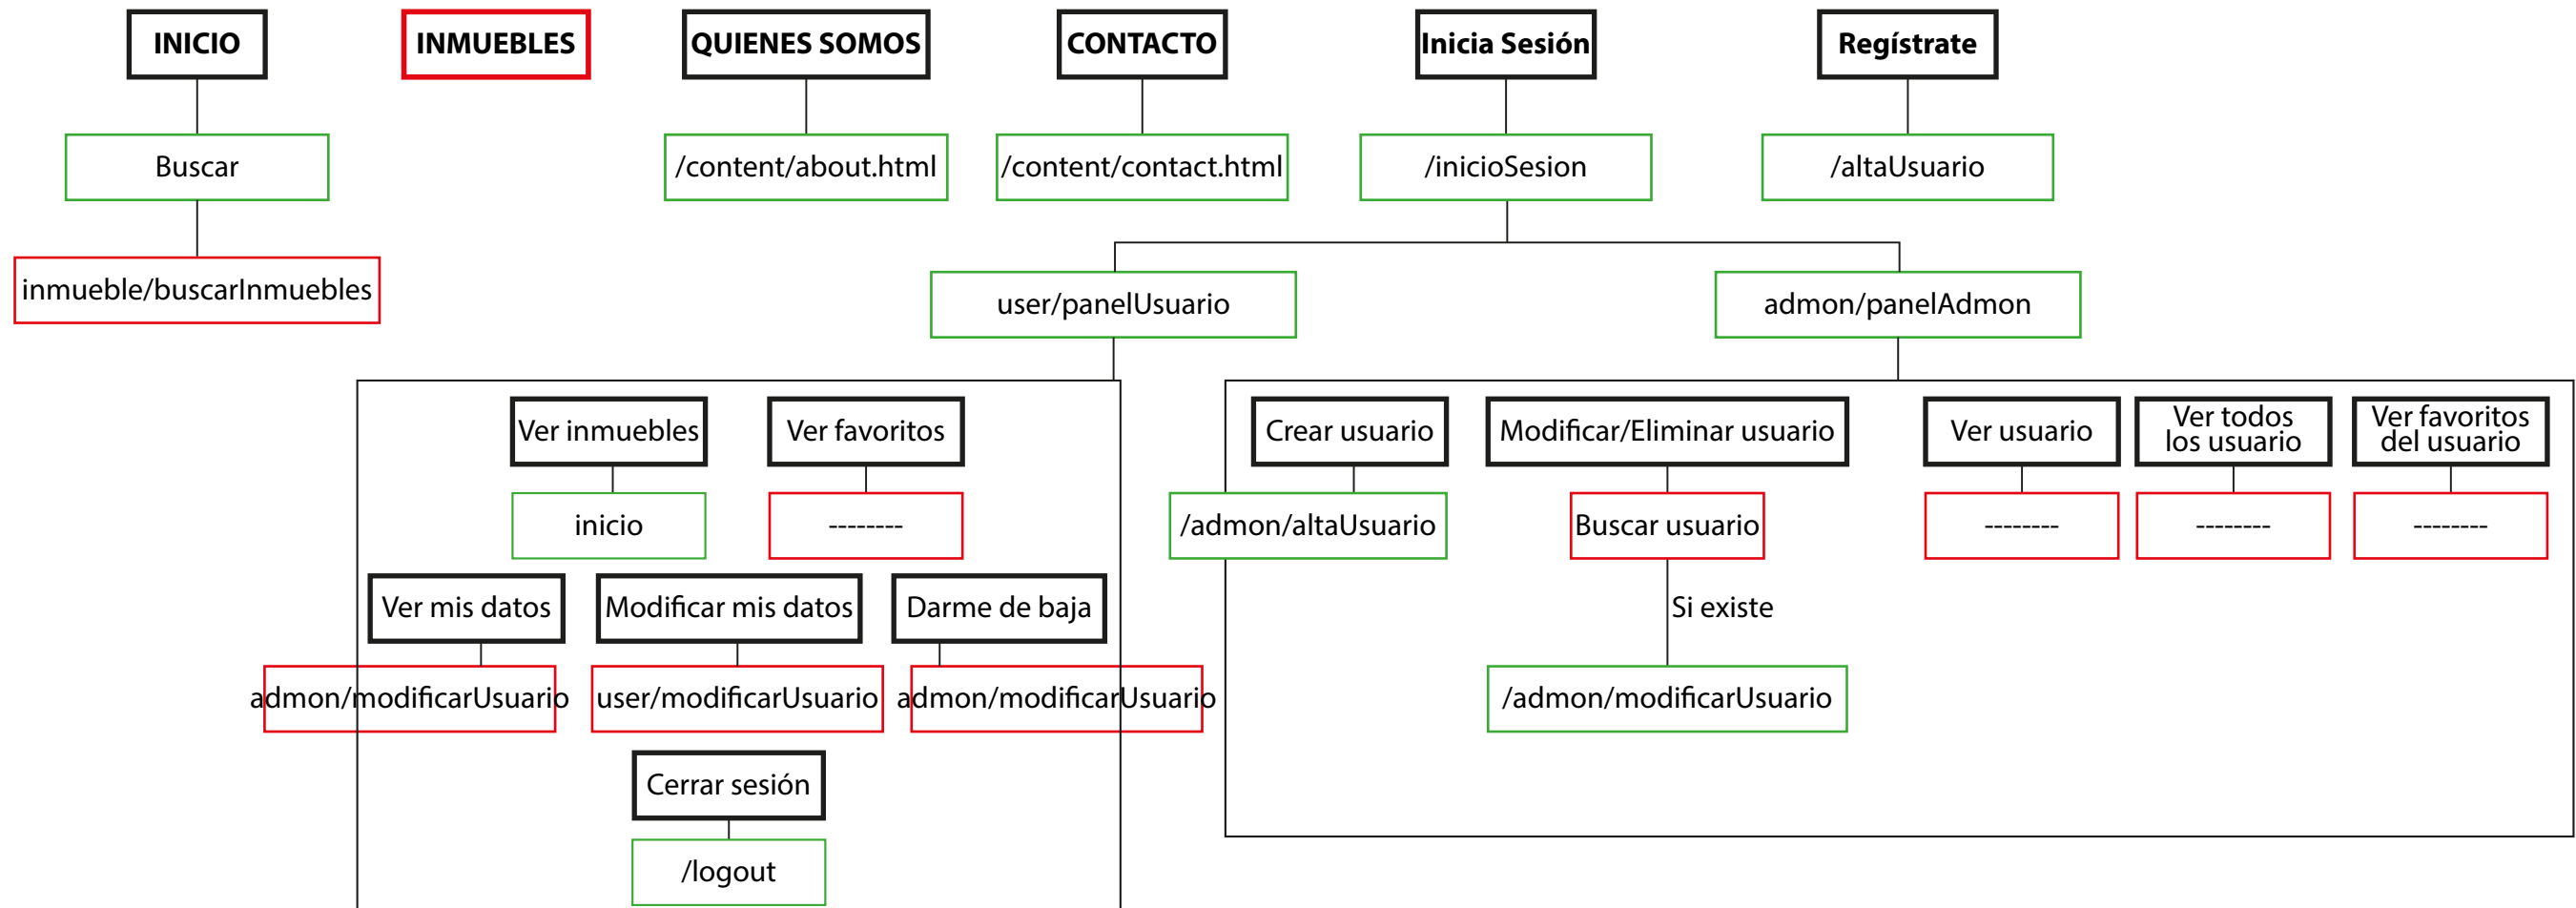 INICIO
INMUEBLES
QUIENES SOMOS
CONTACTO
Inicia Sesión
Regístrate
Buscar
/content/about.html
/content/contact.html
/inicioSesion
/altaUsuario
inmueble/buscarInmuebles
user/panelUsuario
admon/panelAdmon
Ver inmuebles
Ver favoritos
inicio
--------
Ver mis datos
Modificar mis datos
Darme de baja
admon/modificarUsuario
user/modificarUsuario
admon/modificarUsuario
Cerrar sesión
/logout
Crear usuario
Modificar/Eliminar usuario
Ver usuario
Ver todos
los usuario
Ver favoritos
del usuario
/admon/altaUsuario
Buscar usuario
--------
--------
--------
Si existe
/admon/modificarUsuario